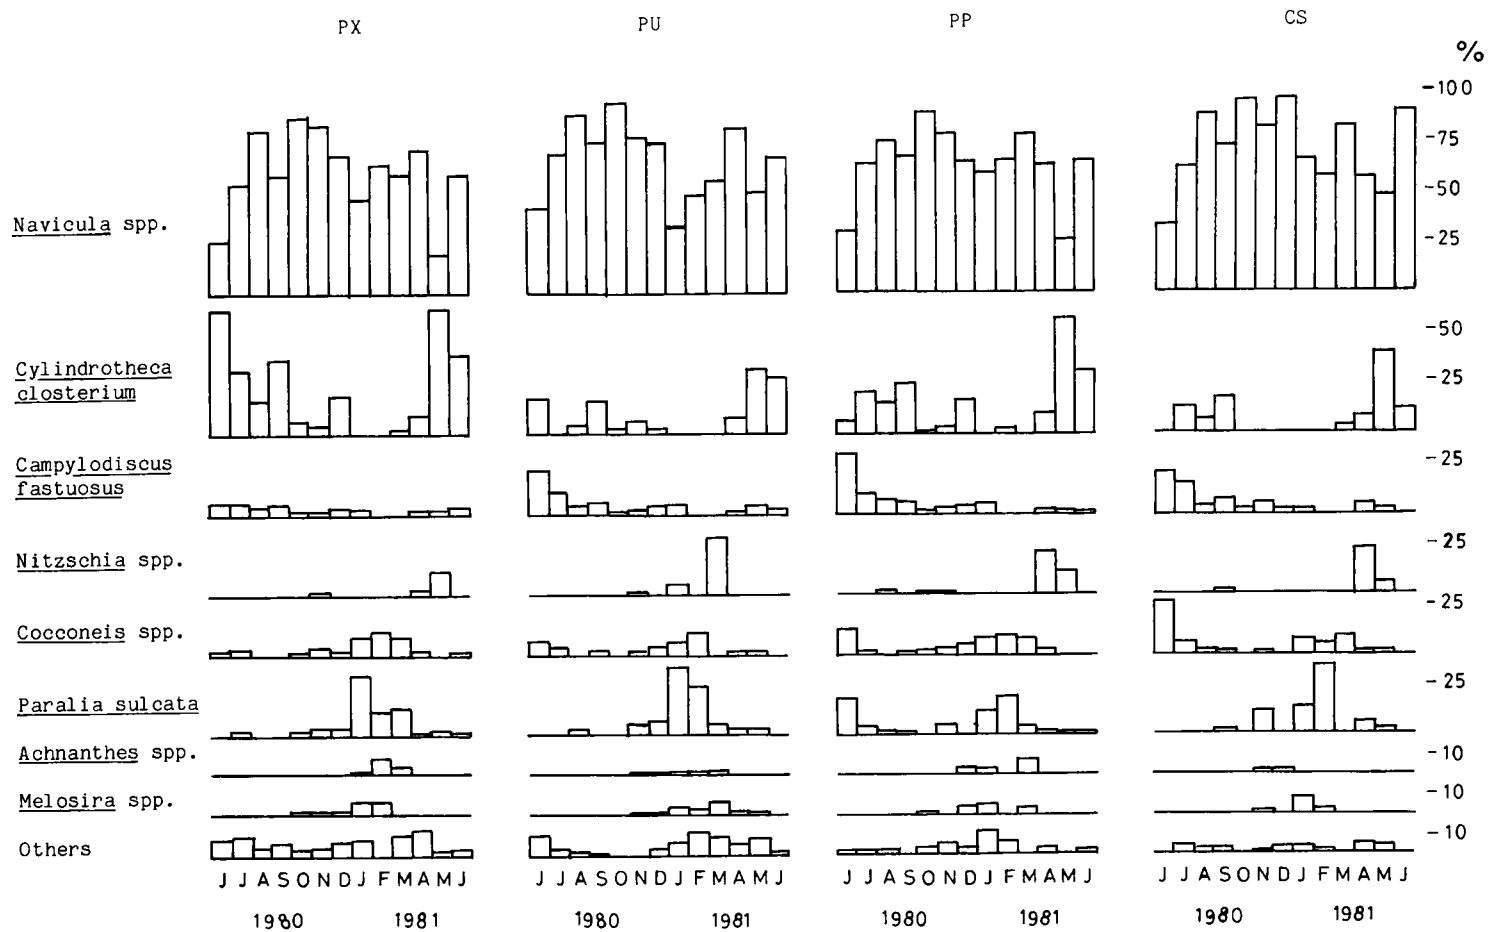 PX PU PP CS
%
-100
-75
-50
-25
Navicula spp.
-50
-25
Cylindrotheca
closterium
-25
Campylodiscus
fastuosus
-25
Nitzschia spp.
-25
Cocconeis spp.
-25
Paralia sulcata
-10
Achnanthes spp.
-10
Melosira spp.
-10
Others
J J A S O N D J F M A M J J J A S O N D J F M A M J J J A S O N D J F M A M J J J A S O N D J F M A M J
1980 1981 1980 1981 1980 1981 1980 1981